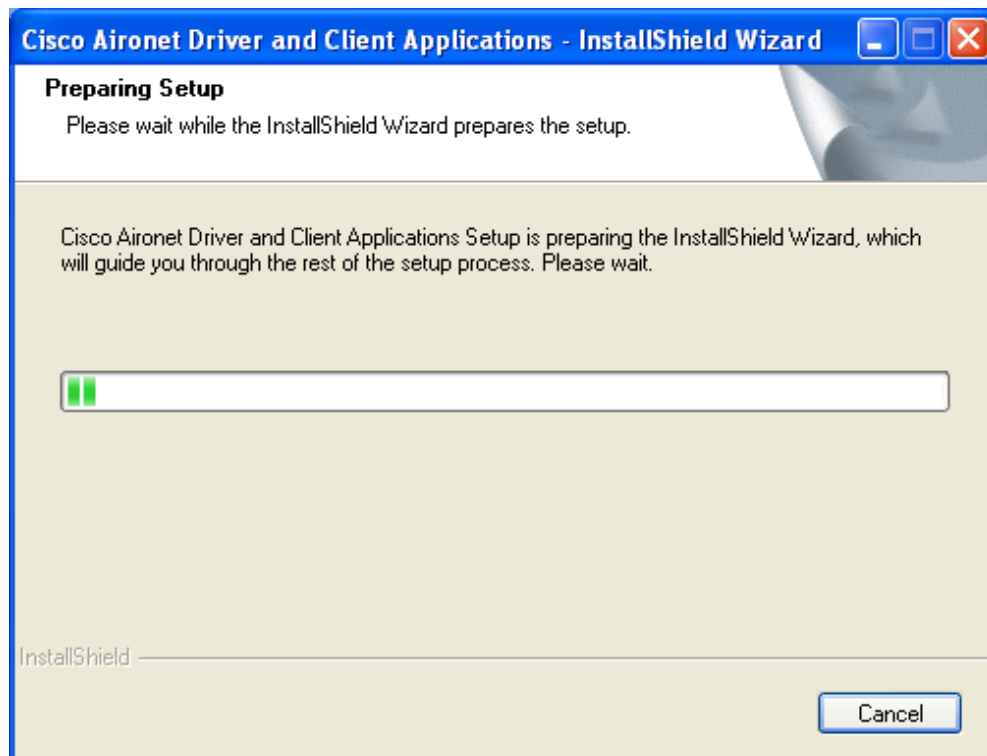 Cisco Aironet Driver and Client Applications - InstallShield Wizard
Preparing Setup
Please wait while the InstallShield Wizard prepares the setup.
Cisco Aironet Driver and Client Applications Setup is preparing the InstallShield Wizard, which
will guide you through the rest of the setup process. Please wait.
InstallShield
Cancel